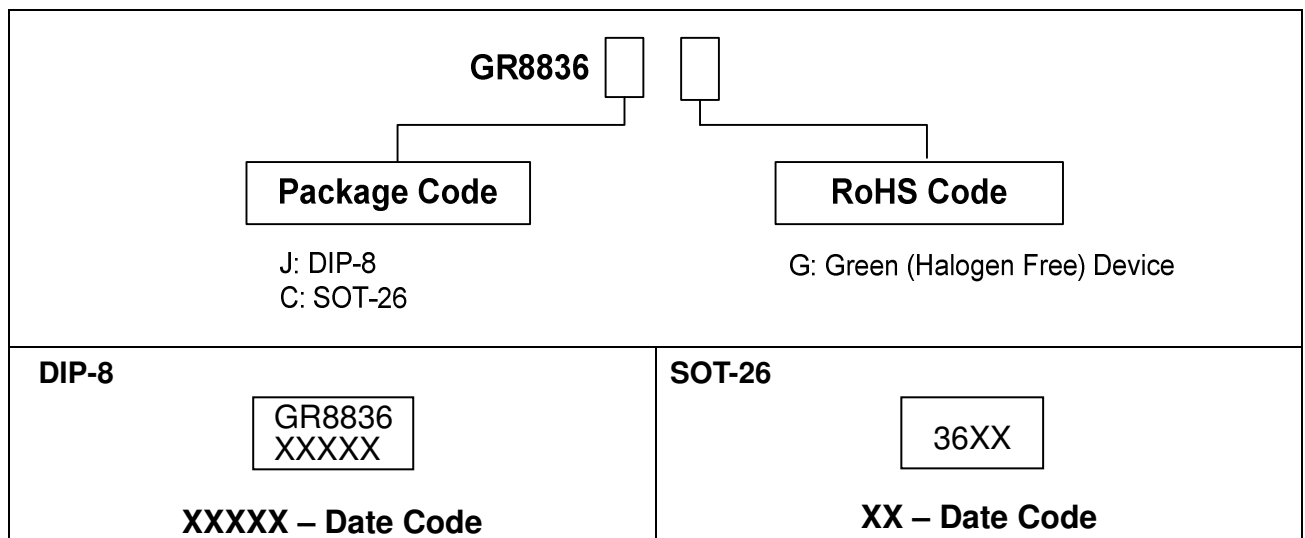 GR8836
Package Code
RoHS Code
J: DIP-8
C: SOT-26
G: Green (Halogen Free) Device
DIP-8
GR8836
XXXXX
XXXXX – Date Code
SOT-26
36XX
XX – Date Code